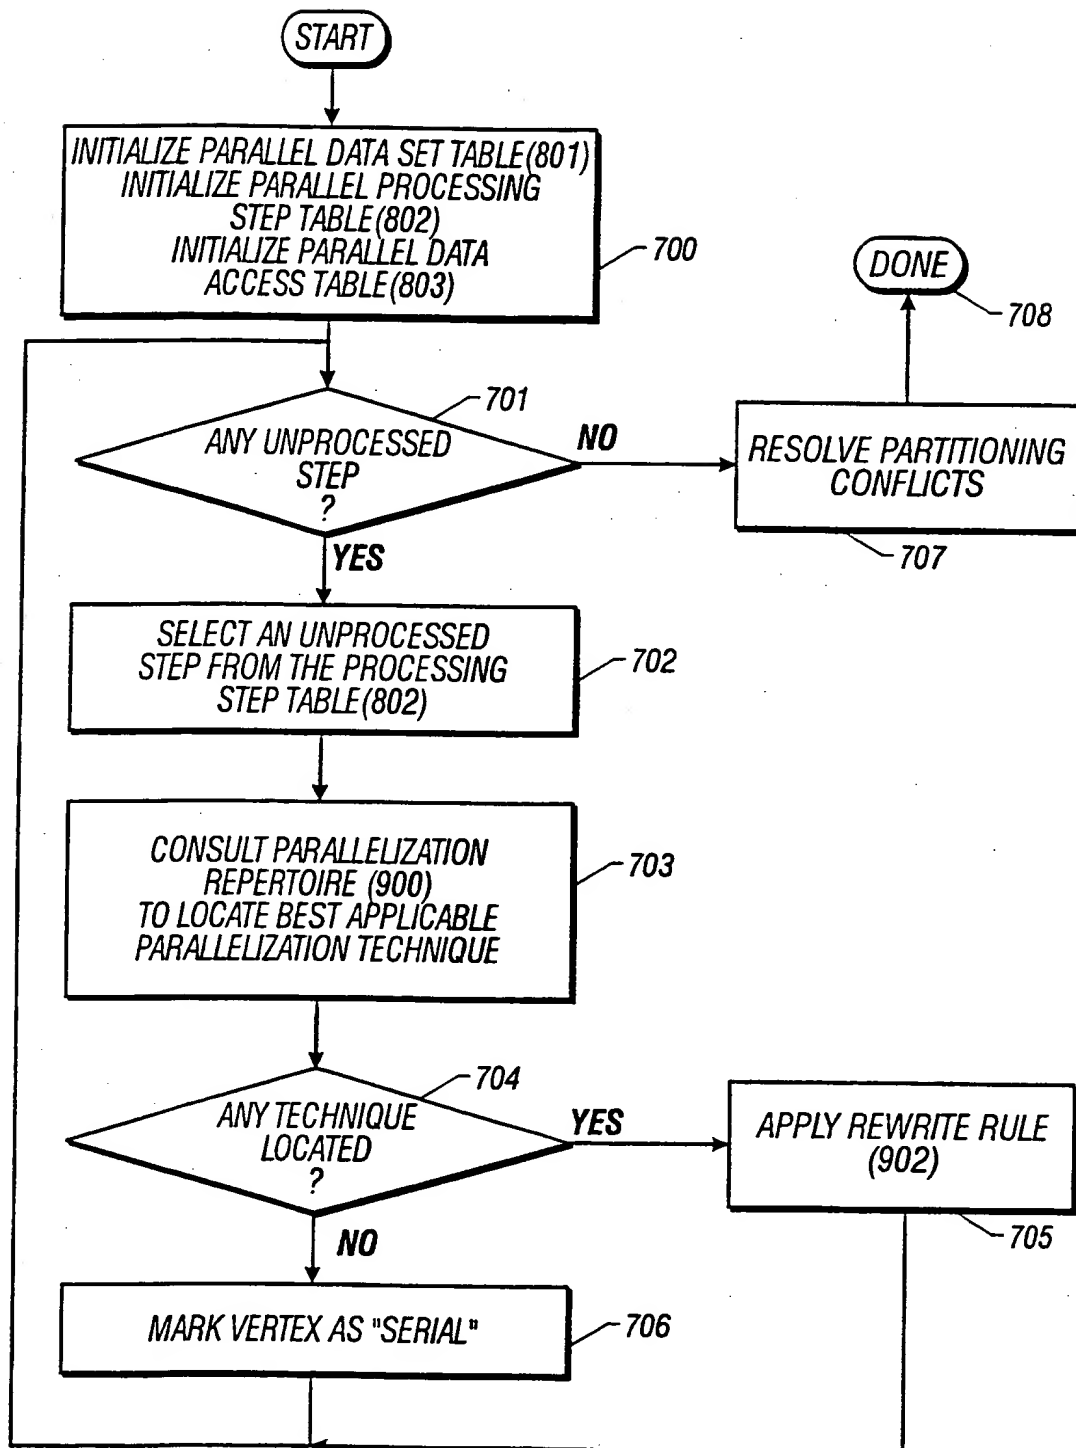 START
INITIALIZE PARALLEL DATA SET TABLE(801)
INITIALIZE PARALLEL PROCESSING
STEP TABLE(802)
INITIALIZE PARALLEL DATA
ACCESS TABLE(803)
700
DONE
708
701
ANY UNPROCESSED
STEP
?
NO
RESOLVE PARTITIONING
CONFLICTS
707
YES
SELECT AN UNPROCESSED
STEP FROM THE PROCESSING
STEP TABLE(802)
702
CONSULT PARALLELIZATION
REPERTOIRE (900)
TO LOCATE BEST APPLICABLE
PARALLELIZATION TECHNIQUE
703
704
ANY TECHNIQUE
LOCATED
?
YES
APPLY REWRITE RULE
(902)
705
NO
MARK VERTEX AS "SERIAL"
706